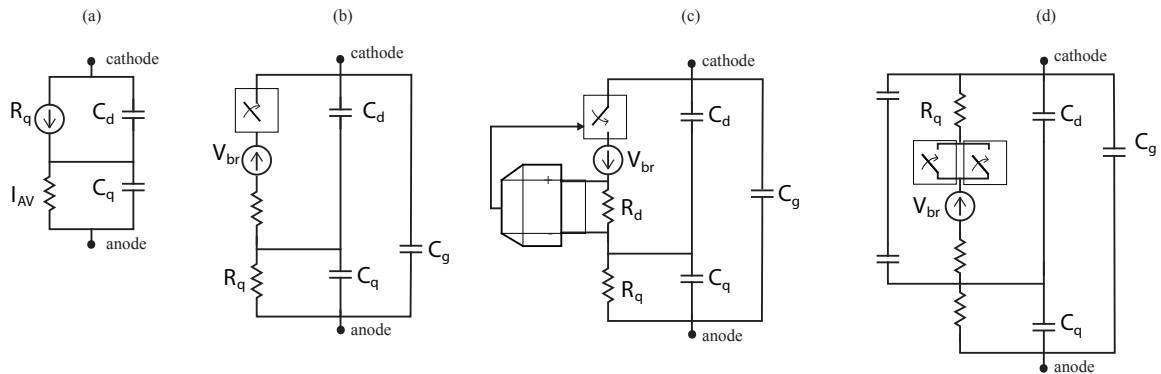 (a)
(b)
(c)
(d)
cathode
R_q
C_d
I_AV
C_q
anode
cathode
C_d
V_br
R_q
C_q
C_g
anode
cathode
C_d
V_br
+
R_d
-
C_g
R_q
C_q
anode
cathode
R_q
C_d
C_g
V_br
C_q
anode